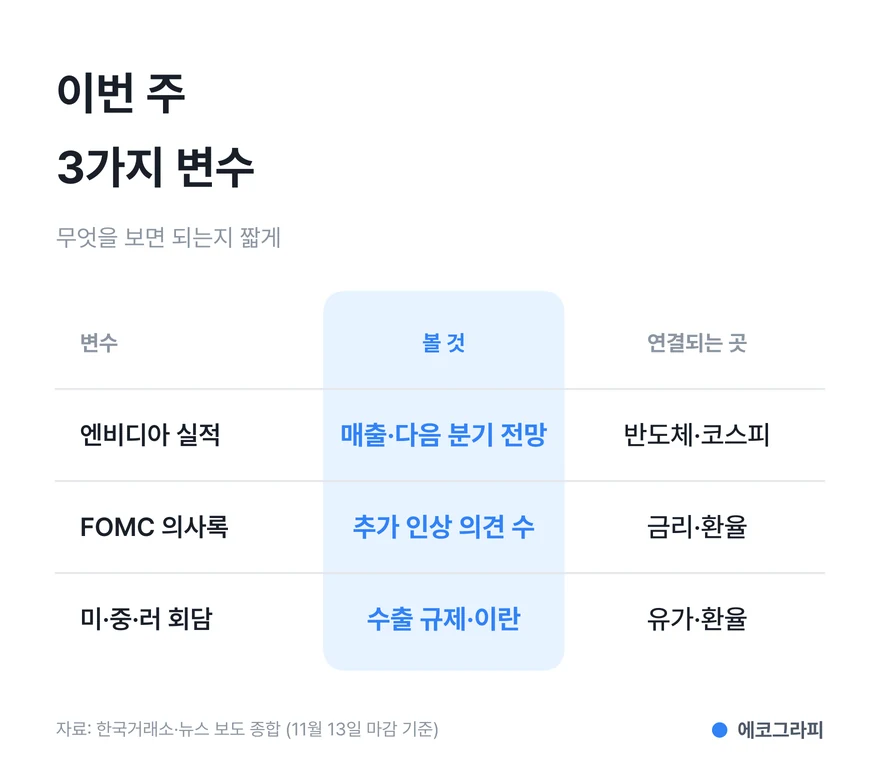 이번 주
3가지 변수
무엇을 보면 되는지 짧게
변수 볼 것 연결되는 곳
엔비디아 실적 매출·다음 분기 전망 반도체·코스피
FOMC 의사록 추가 인상 의견 수 금리·환율
미·중·러 회담 수출 규제·이란 유가·환율
자료: 한국거래소·뉴스 보도 종합 (11월 13일 마감 기준) 에코그라피